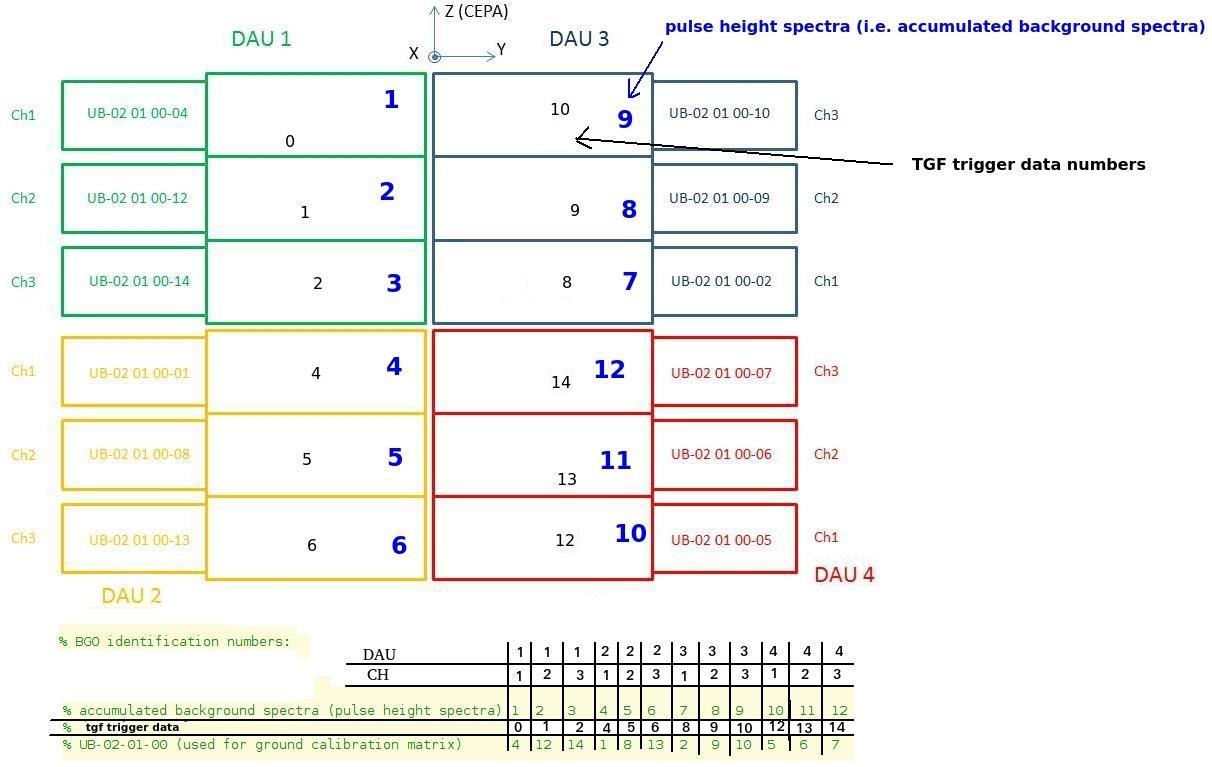 Z (CEPA)
pulse height spectra (i.e. accumulated background spectra)
DAU 1
DAU 3
X
Y
Ch1 UB-02 01 00-04 0 1 10 9 UB-02 01 00-10 Ch3
TGF trigger data numbers
Ch2 UB-02 01 00-12 1 2 9 8 UB-02 01 00-09 Ch2
Ch3 UB-02 01 00-14 2 3 8 7 UB-02 01 00-02 Ch1
Ch1 UB-02 01 00-01 4 4 14 12 UB-02 01 00-07 Ch3
Ch2 UB-02 01 00-08 5 5 13 11 UB-02 01 00-06 Ch2
Ch3 UB-02 01 00-13 6 6 12 10 UB-02 01 00-05 Ch1
DAU 4
DAU 2
% BGO identification numbers:
DAU 1 1 1 2 2 2 3 3 3 4 4 4
CH 1 2 3 1 2 3 1 2 3 1 2 3
% accumulated background spectra (pulse height spectra) 1 2 3 4 5 6 7 8 9 10 11 12
% tgf trigger data 0 1 2 4 5 6 8 9 10 12 13 14
% UB-02-01-00 (used for ground calibration matrix) 4 12 14 1 8 13 2 9 10 5 6 7